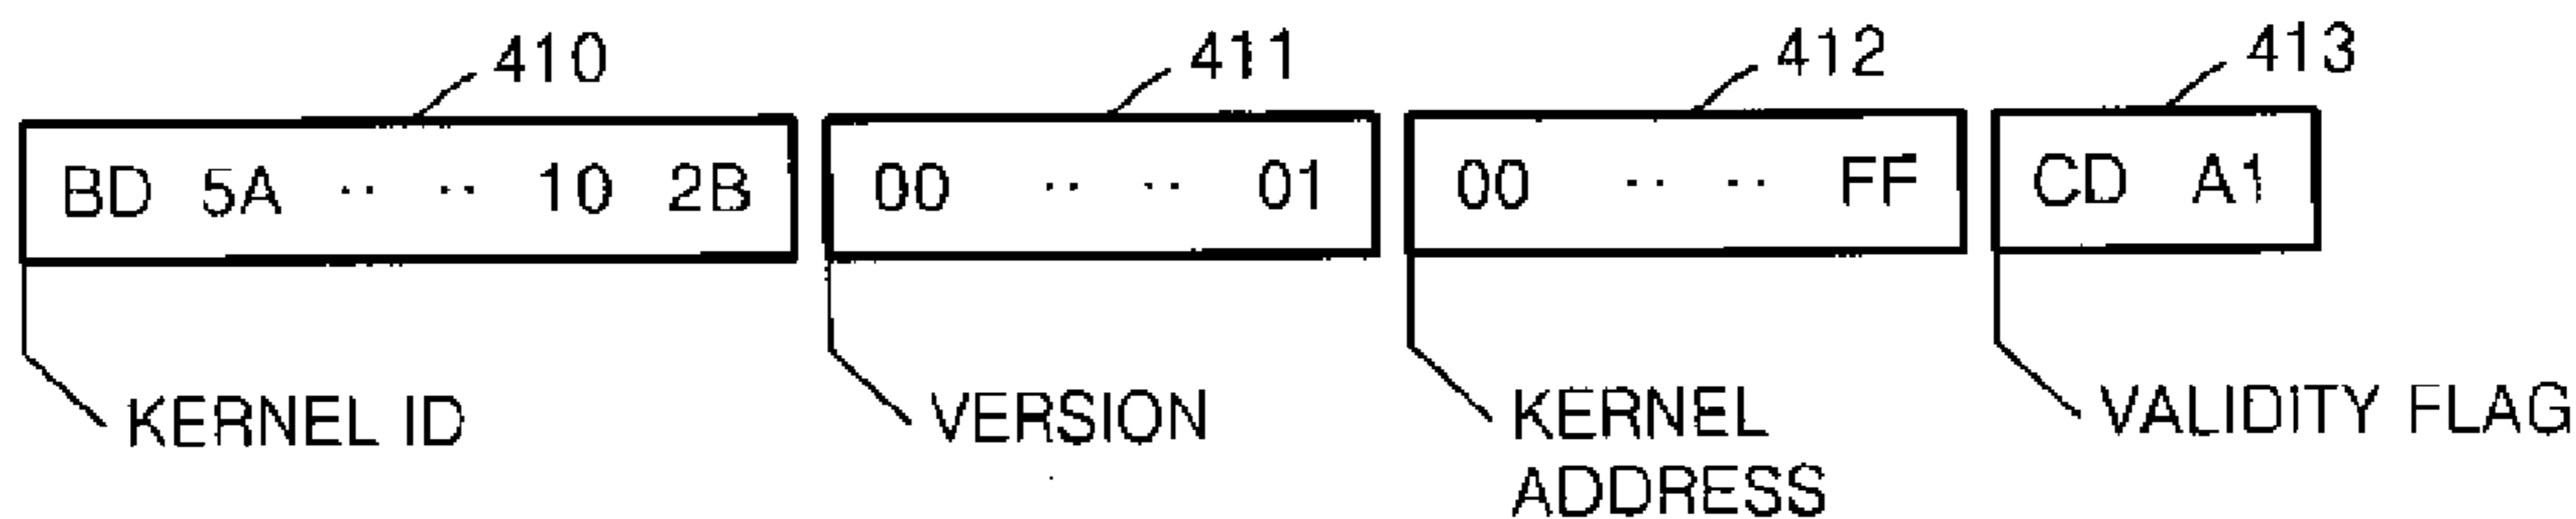 410 411 412 413
BD 5A ·· ·· 10 2B 00 ·· ·· 01 00 ·· ·· FF CD A1
KERNEL ID VERSION KERNEL VALIDITY FLAG
ADDRESS